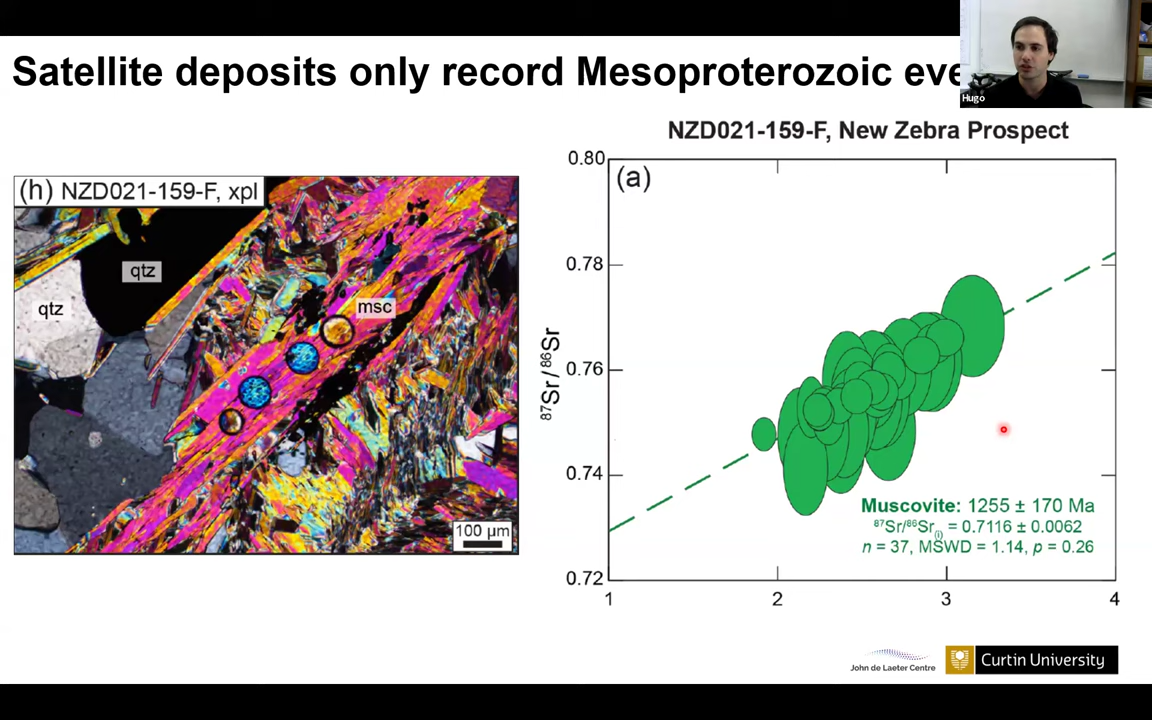 Satellite deposits only record Mesoproterozoic eve
Hugo
NZD021-159-F, New Zebra Prospect
(h) NZD021-159-F, xpl
qtz
qtz
msc
100 μm
(a)
0.80
0.78
0.76
0.74
0.72
⁸⁷Sr/⁸⁶Sr
Muscovite: 1255 ± 170 Ma
⁸⁷Sr/⁸⁶Sr(i) = 0.7116 ± 0.0062
n = 37, MSWD = 1.14, p = 0.26
1 2 3 4
John de Laeter Centre
Curtin University